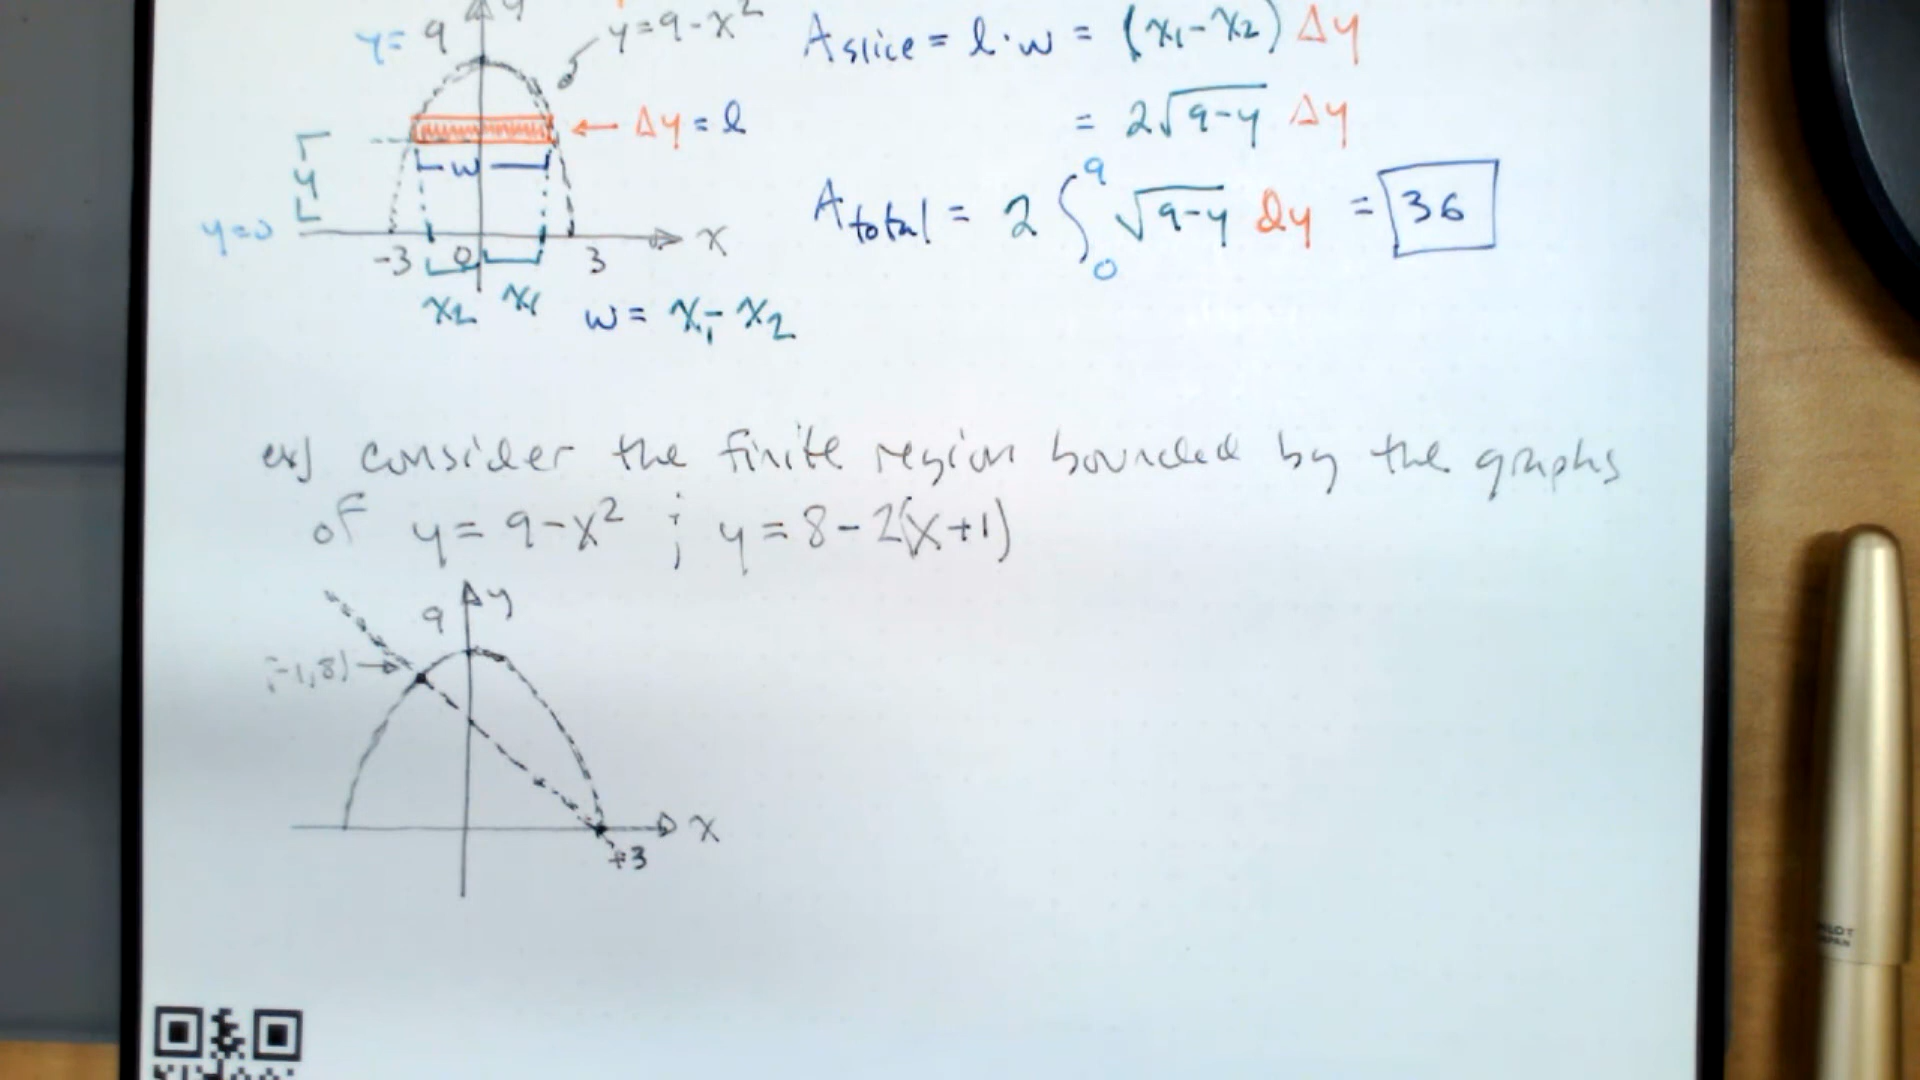 y= 9 y y=9-x²
A slice = l·w = (x₁-x₂) Δy
← Δy = l
= 2√9-y Δy
w
y
A total = 2 ∫₀⁹ √9-y dy = 36
y=0 x
-3 0 3
x₂ x₁ w = x₁- x₂
ex) consider the finite region bounded by the graphs
of y = 9-x² ; y = 8-2(x+1)
9 y
(-1,8) →
x
+3